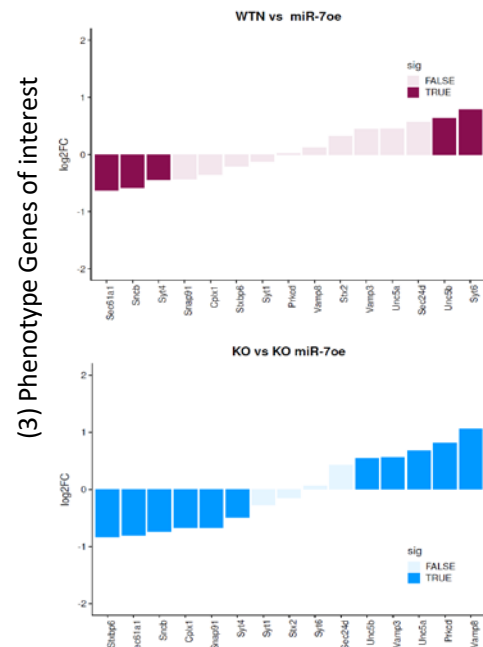 (3) Phenotype Genes of interest
WTN vs miR-7oe
log2FC
2
1
0
-1
-2
sig
FALSE
TRUE
Sec61a1
Sncb
Syt4
Snap91
Cplx1
Stxbp6
Syt1
Prkcd
Vamp8
Stx2
Vamp3
Unc5a
Sec24d
Unc5b
Syt6
KO vs KO miR-7oe
log2FC
2
1
0
-1
-2
sig
FALSE
TRUE
Stxbp6
Sec61a1
Sncb
Cplx1
Snap91
Syt4
Syt1
Stx2
Syt6
Sec24d
Unc5b
Vamp3
Unc5a
Prkcd
Vamp8